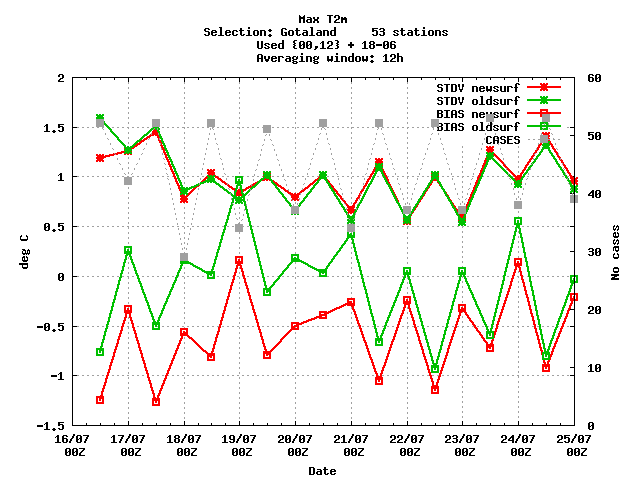 Max T2m
Selection: Gotaland 53 stations
Used {00,12} + 18-06
Averaging window: 12h
STDV newsurf
STDV oldsurf
BIAS newsurf
BIAS oldsurf
CASES
2
1.5
1
0.5
0
-0.5
-1
-1.5
deg C
60
50
40
30
20
10
0
No cases
16/07 17/07 18/07 19/07 20/07 21/07 22/07 23/07 24/07 25/07
00Z 00Z 00Z 00Z 00Z 00Z 00Z 00Z 00Z 00Z
Date